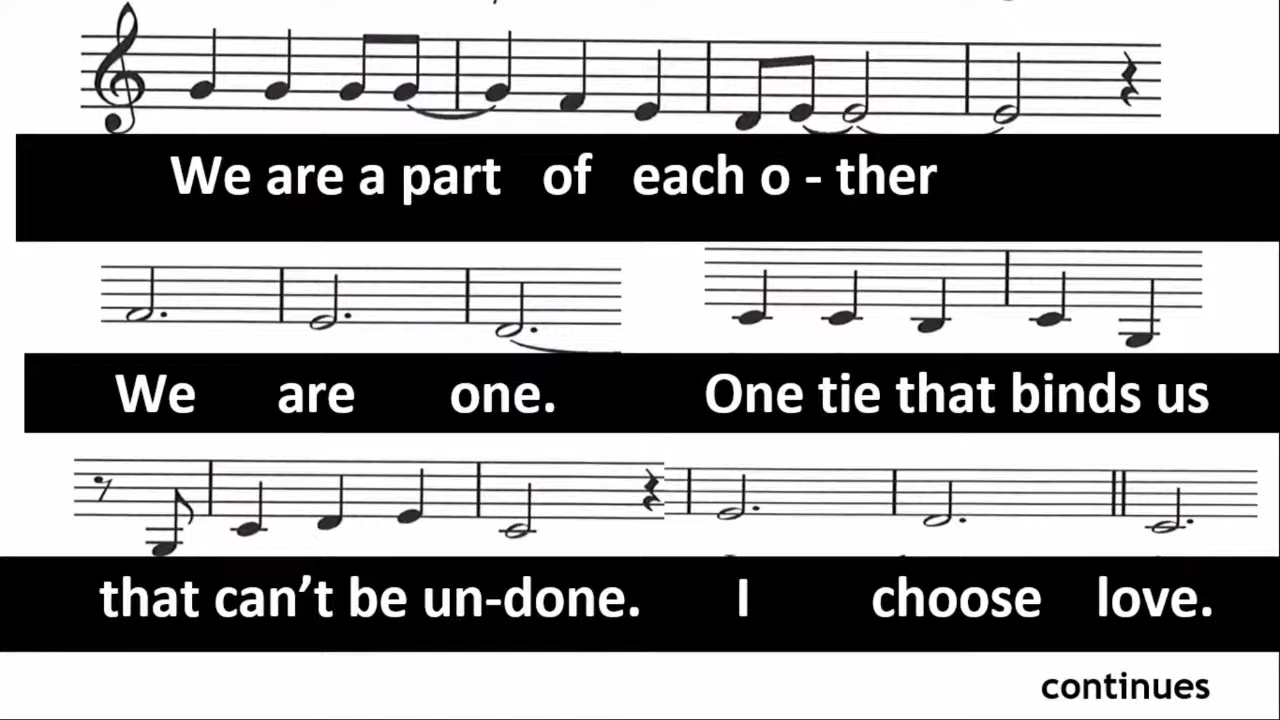 We are a part of each o - ther
We are one. One tie that binds us
that can't be un-done. I choose love.
continues